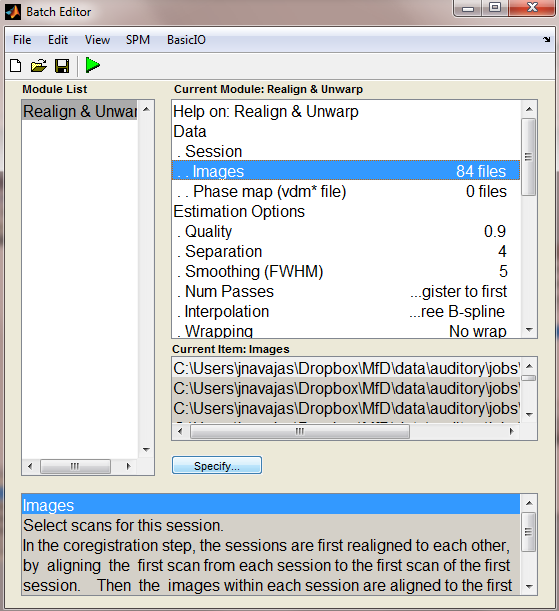 Batch Editor
File Edit View SPM BasicIO
Module List
Realign & Unwar
Current Module: Realign & Unwarp
Help on: Realign & Unwarp
Data
. Session
. . Images 84 files
. . Phase map (vdm* file) 0 files
Estimation Options
. Quality 0.9
. Separation 4
. Smoothing (FWHM) 5
. Num Passes ...gister to first
. Interpolation ...ree B-spline
. Wrapping No wrap
Current Item: Images
C:\Users\jnavajas\Dropbox\MfD\data\auditory\jobs\
C:\Users\jnavajas\Dropbox\MfD\data\auditory\jobs\
C:\Users\jnavajas\Dropbox\MfD\data\auditory\jobs\
Specify...
Images
Select scans for this session.
In the coregistration step, the sessions are first realigned to each other,
by aligning the first scan from each session to the first scan of the first
session. Then the images within each session are aligned to the first